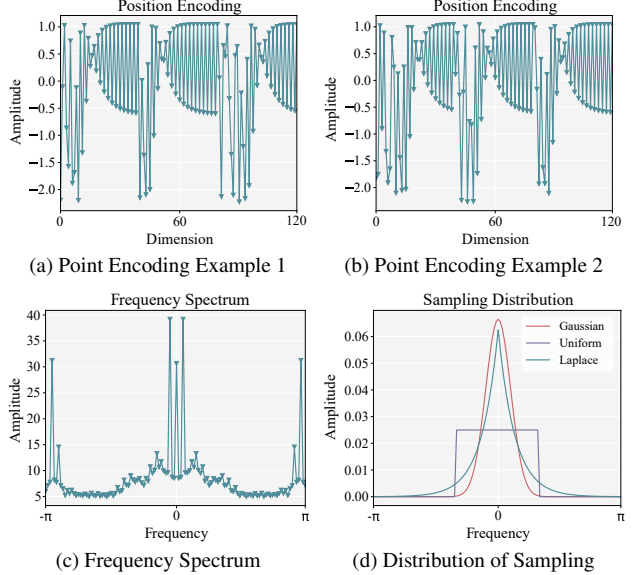 Position Encoding
Amplitude
1.0
0.5
0.0
−0.5
−1.0
−1.5
−2.0
0
60
120
Dimension
(a) Point Encoding Example 1
Position Encoding
Amplitude
1.0
0.5
0.0
−0.5
−1.0
−1.5
−2.0
0
60
120
Dimension
(b) Point Encoding Example 2
Frequency Spectrum
Amplitude
40
35
30
25
20
15
10
5
-π
0
π
Frequency
(c) Frequency Spectrum
Sampling Distribution
Amplitude
0.06
0.05
0.04
0.03
0.02
0.01
0.00
Gaussian
Uniform
Laplace
-π
0
π
Frequency
(d) Distribution of Sampling